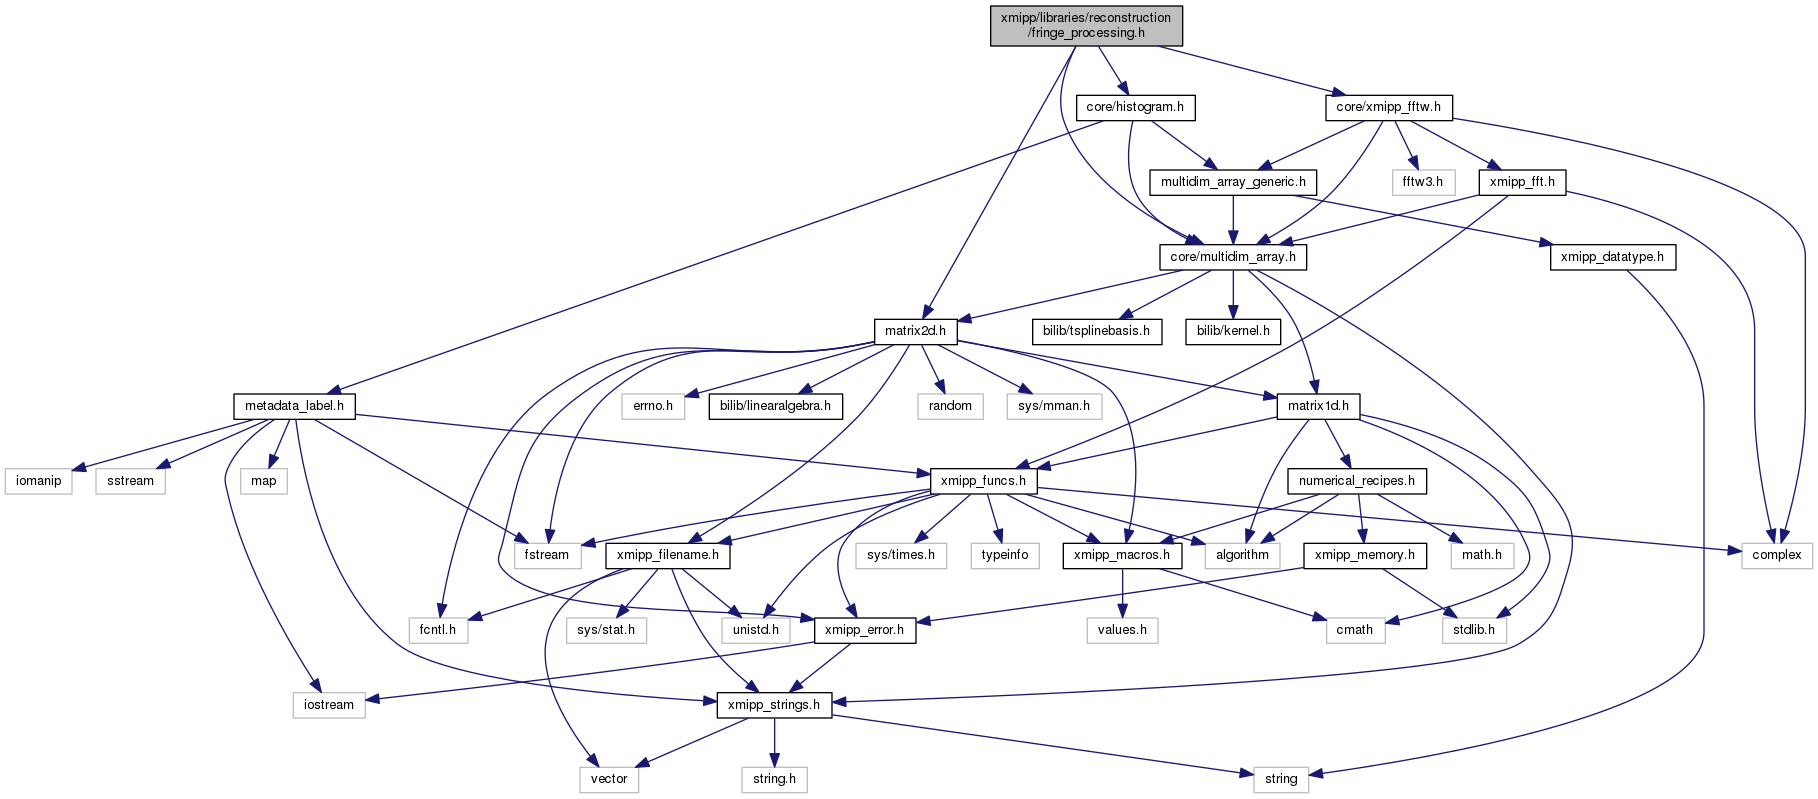 xmipp/libraries/reconstruction
/fringe_processing.h
core/histogram.h
core/xmipp_fftw.h
multidim_array_generic.h
fftw3.h
xmipp_fft.h
core/multidim_array.h
xmipp_datatype.h
matrix2d.h
bilib/tsplinebasis.h
bilib/kernel.h
metadata_label.h
errno.h
bilib/linearalgebra.h
random
sys/mman.h
matrix1d.h
iomanip
sstream
map
xmipp_funcs.h
numerical_recipes.h
fstream
xmipp_filename.h
sys/times.h
typeinfo
xmipp_macros.h
algorithm
xmipp_memory.h
math.h
complex
fcntl.h
sys/stat.h
unistd.h
xmipp_error.h
values.h
cmath
stdlib.h
iostream
xmipp_strings.h
vector
string.h
string